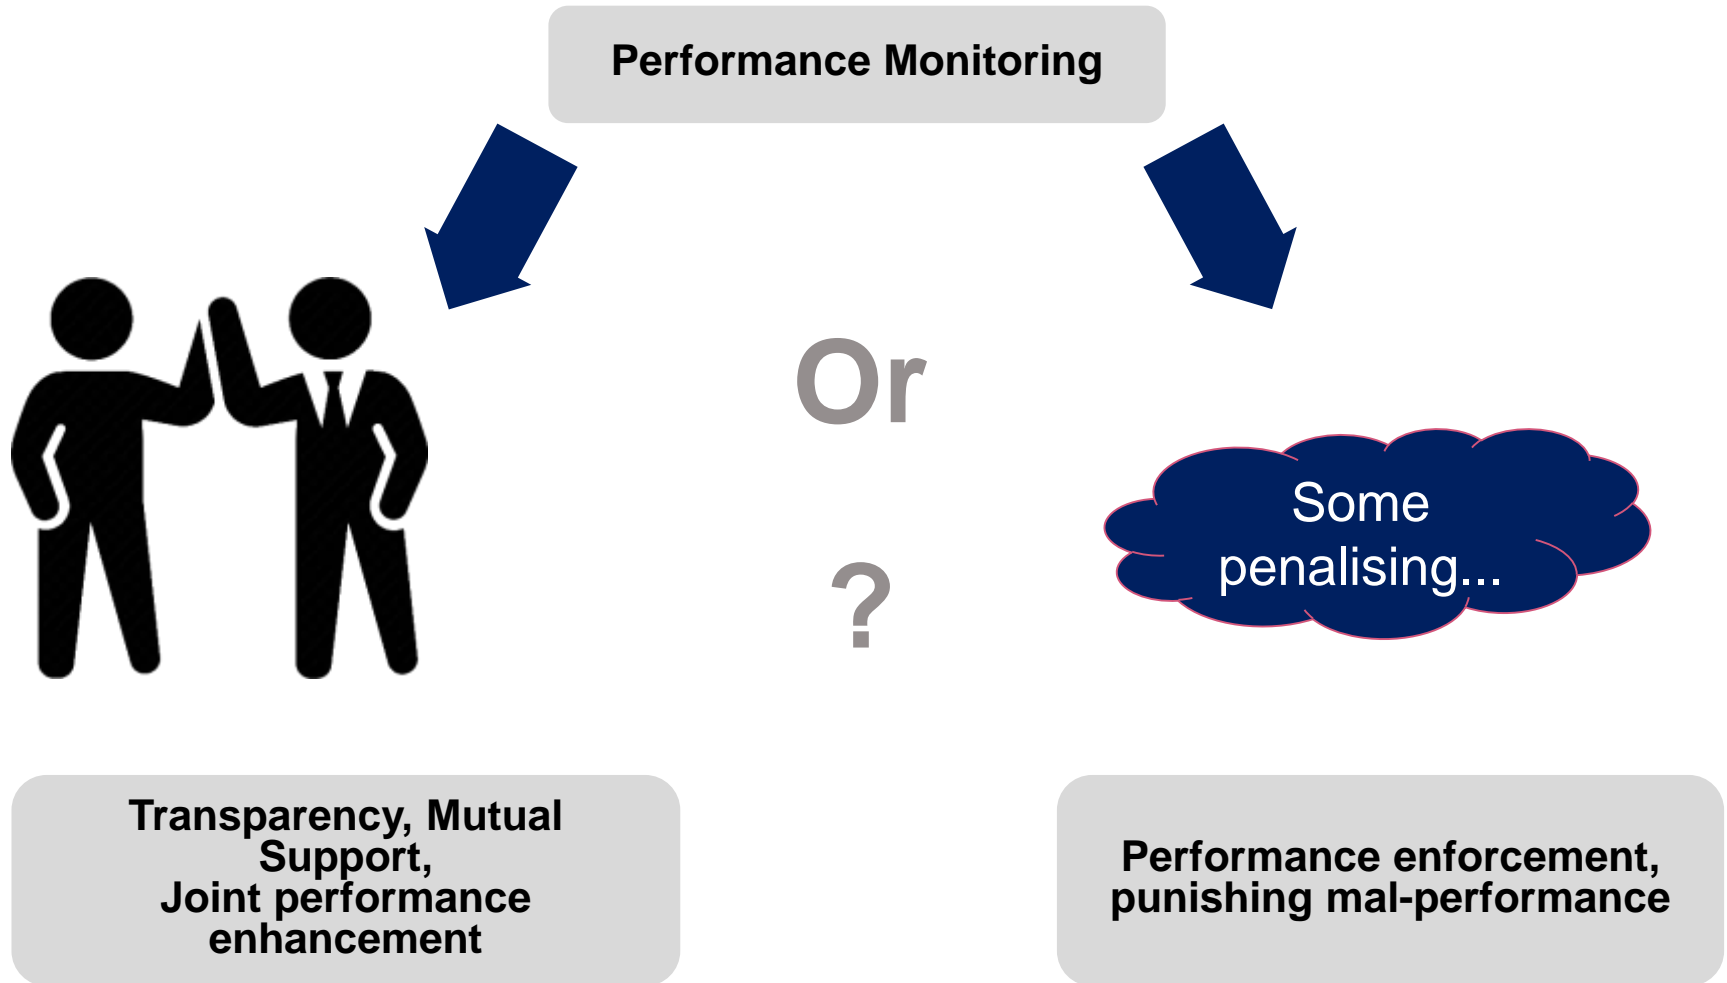 Performance Monitoring
Or
?
Some
penalising...
Transparency, Mutual
Support,
Joint performance
enhancement
Performance enforcement,
punishing mal-performance